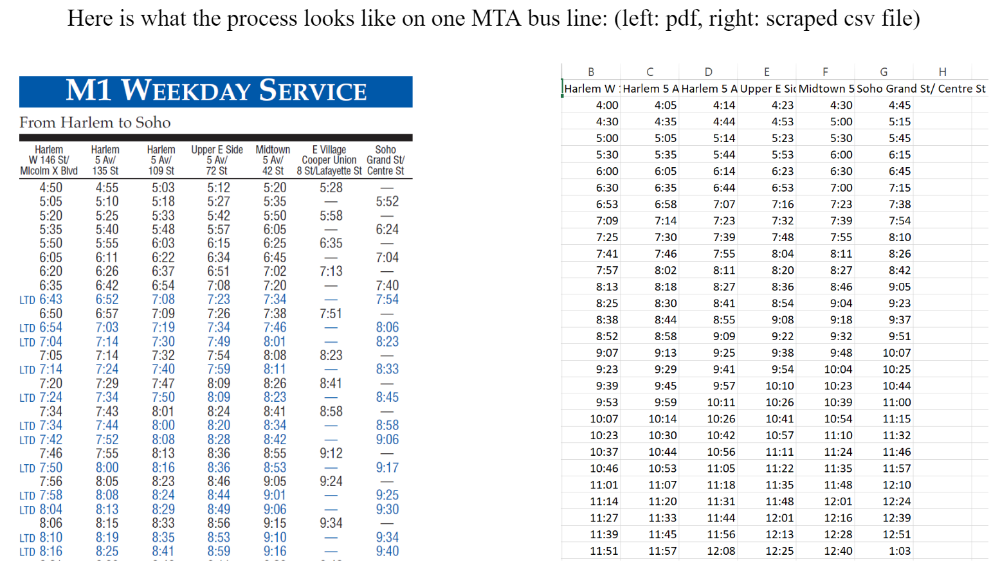 Here is what the process looks like on one MTA bus line: (left: pdf, right: scraped csv file)
M1 WEEKDAY SERVICE
From Harlem to Soho
Harlem Harlem Harlem Upper E Side Midtown E Village Soho
W 146 St/ 5 Av/ 5 Av/ 5 Av/ 5 Av/ Cooper Union Grand St/
Mlcolm X Blvd 135 St 109 St 72 St 42 St 8 St/Lafayette St Centre St
4:50 4:55 5:03 5:12 5:20 5:28 —
5:05 5:10 5:18 5:27 5:35 — 5:52
5:20 5:25 5:33 5:42 5:50 5:58 —
5:35 5:40 5:48 5:57 6:05 — 6:24
5:50 5:55 6:03 6:15 6:25 6:35 —
6:05 6:11 6:22 6:34 6:45 — 7:04
6:20 6:26 6:37 6:51 7:02 7:13 —
6:35 6:42 6:54 7:08 7:20 — 7:40
LTD 6:43 6:52 7:08 7:23 7:34 — 7:54
6:50 6:57 7:09 7:26 7:38 7:51 —
LTD 6:54 7:03 7:19 7:34 7:46 — 8:06
LTD 7:04 7:14 7:30 7:49 8:01 — 8:23
7:05 7:14 7:32 7:54 8:08 8:23 —
LTD 7:14 7:24 7:40 7:59 8:11 — 8:33
7:20 7:29 7:47 8:09 8:26 8:41 —
LTD 7:24 7:34 7:50 8:09 8:23 — 8:45
7:34 7:43 8:01 8:24 8:41 8:58 —
LTD 7:34 7:44 8:00 8:20 8:34 — 8:58
LTD 7:42 7:52 8:08 8:28 8:42 — 9:06
7:46 7:55 8:13 8:36 8:55 9:12 —
LTD 7:50 8:00 8:16 8:36 8:53 — 9:17
7:56 8:05 8:23 8:46 9:05 9:24 —
LTD 7:58 8:08 8:24 8:44 9:01 — 9:25
LTD 8:04 8:13 8:29 8:49 9:06 — 9:30
8:06 8:15 8:33 8:56 9:15 9:34 —
LTD 8:10 8:19 8:35 8:53 9:10 — 9:34
LTD 8:16 8:25 8:41 8:59 9:16 — 9:40
B C D E F G H
Harlem W Harlem 5 A Harlem 5 A Upper E Sid Midtown 5 Soho Grand St/ Centre St
4:00 4:05 4:14 4:23 4:30 4:45
4:30 4:35 4:44 4:53 5:00 5:15
5:00 5:05 5:14 5:23 5:30 5:45
5:30 5:35 5:44 5:53 6:00 6:15
6:00 6:05 6:14 6:23 6:30 6:45
6:30 6:35 6:44 6:53 7:00 7:15
6:53 6:58 7:07 7:16 7:23 7:38
7:09 7:14 7:23 7:32 7:39 7:54
7:25 7:30 7:39 7:48 7:55 8:10
7:41 7:46 7:55 8:04 8:11 8:26
7:57 8:02 8:11 8:20 8:27 8:42
8:13 8:18 8:27 8:36 8:46 9:05
8:25 8:30 8:41 8:54 9:04 9:23
8:38 8:44 8:55 9:08 9:18 9:37
8:52 8:58 9:09 9:22 9:32 9:51
9:07 9:13 9:25 9:38 9:48 10:07
9:23 9:29 9:41 9:54 10:04 10:25
9:39 9:45 9:57 10:10 10:23 10:44
9:53 9:59 10:11 10:26 10:39 11:00
10:07 10:14 10:26 10:41 10:54 11:15
10:23 10:30 10:42 10:57 11:10 11:32
10:37 10:44 10:56 11:11 11:24 11:46
10:46 10:53 11:05 11:22 11:35 11:57
11:01 11:07 11:18 11:35 11:48 12:10
11:14 11:20 11:31 11:48 12:01 12:24
11:27 11:33 11:44 12:01 12:16 12:39
11:39 11:45 11:56 12:13 12:28 12:51
11:51 11:57 12:08 12:25 12:40 1:03